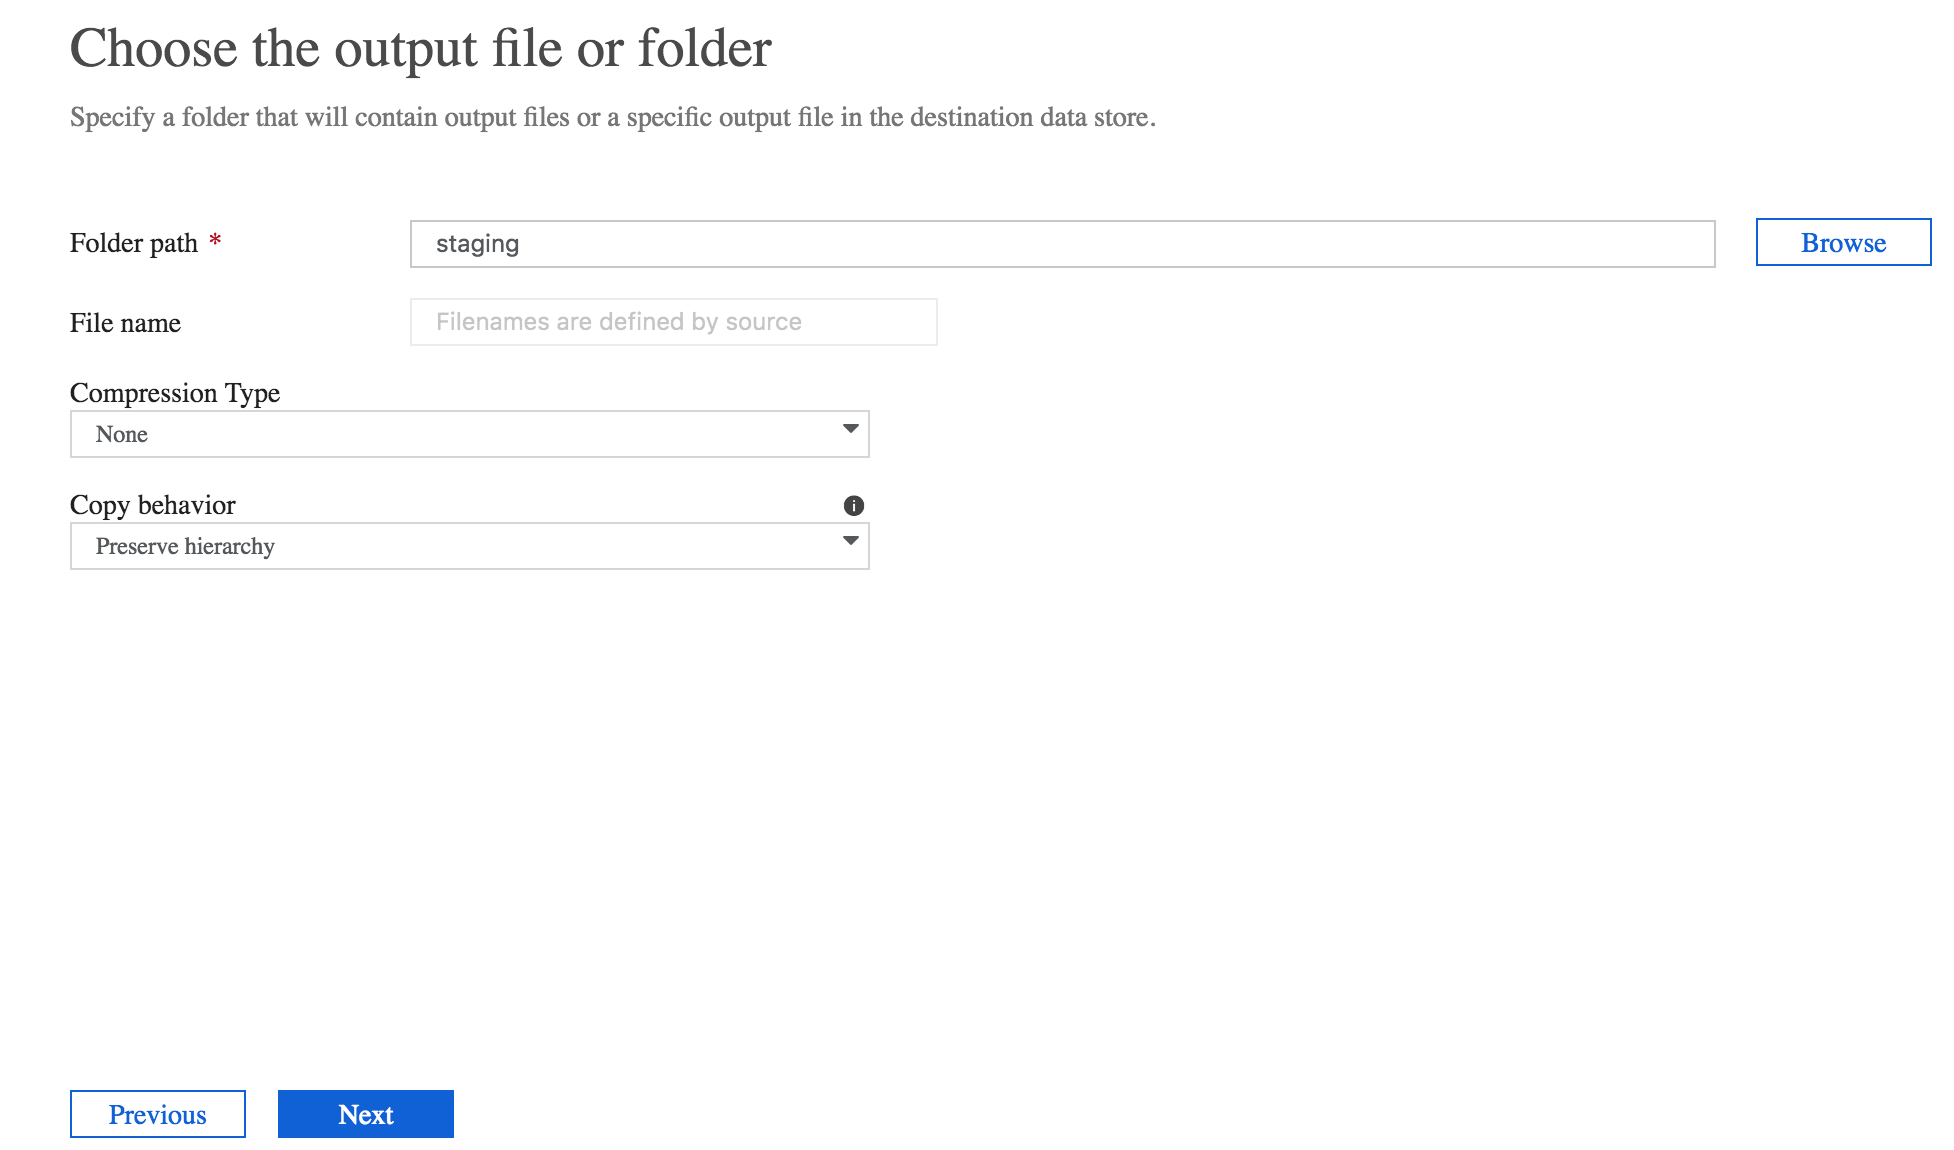 Choose the output file or folder
Specify a folder that will contain output files or a specific output file in the destination data store.
Folder path *
staging
Browse
File name
Filenames are defined by source
Compression Type
None
Copy behavior
Preserve hierarchy
Previous
Next